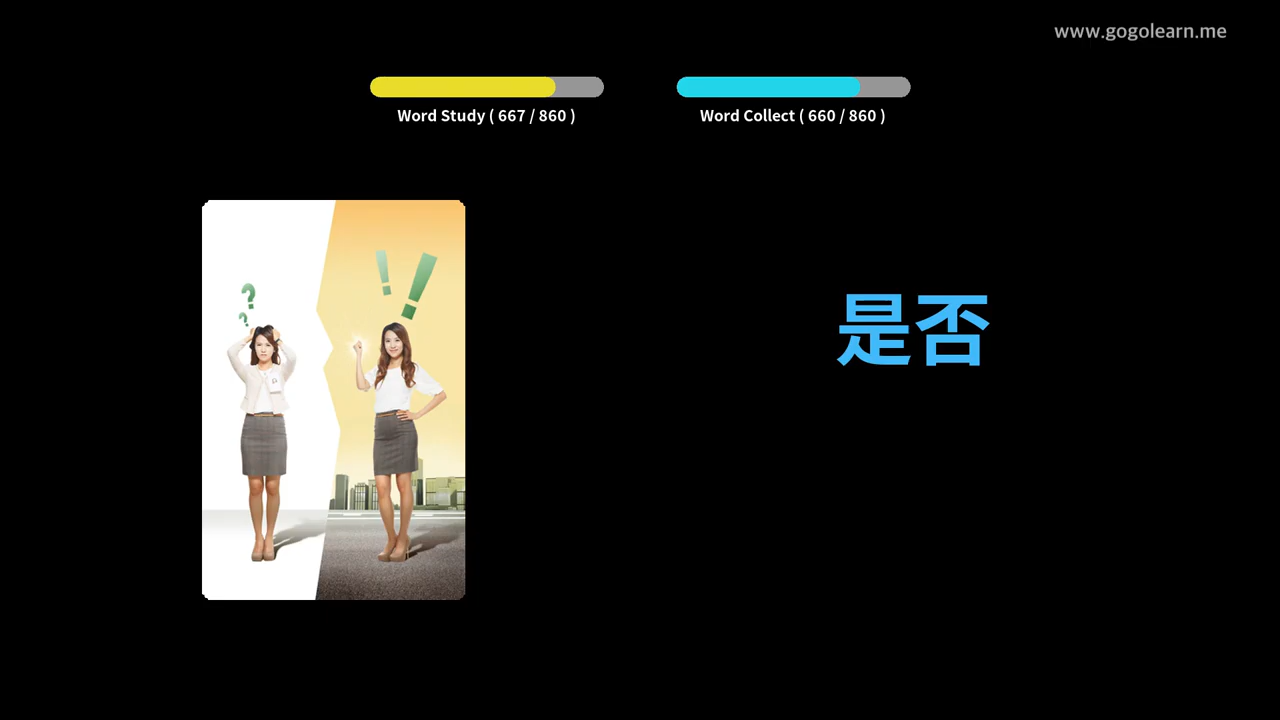 www.gogolearn.me
Word Study ( 667 / 860 )
Word Collect ( 660 / 860 )
? ?
! !
是否